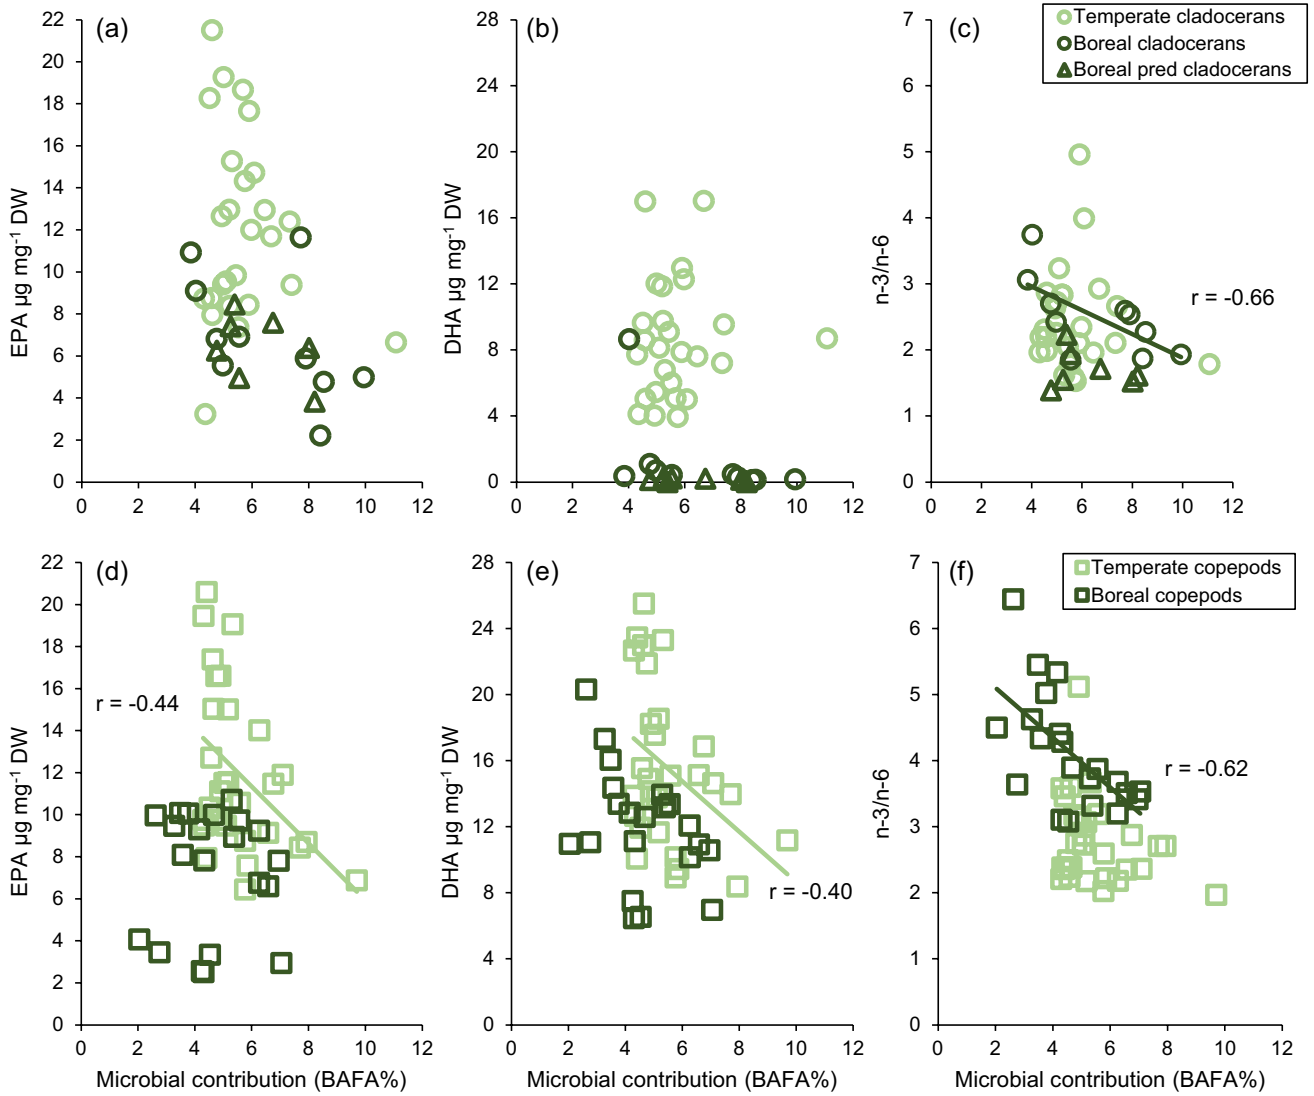 (a)
22
20
18
16
14
12
10
8
6
4
2
0
EPA µg mg-1 DW
0 2 4 6 8 10 12
(b)
28
24
20
16
12
8
4
0
DHA µg mg-1 DW
0 2 4 6 8 10 12
(c)
Temperate cladocerans
Boreal cladocerans
Boreal pred cladocerans
7
6
5
4
3
2
1
0
n-3/n-6
r = -0.66
0 2 4 6 8 10 12
(d)
22
20
18
16
14
12
10
8
6
4
2
0
EPA µg mg-1 DW
r = -0.44
0 2 4 6 8 10 12
Microbial contribution (BAFA%)
(e)
28
24
20
16
12
8
4
0
DHA µg mg-1 DW
r = -0.40
0 2 4 6 8 10 12
Microbial contribution (BAFA%)
(f)
Temperate copepods
Boreal copepods
7
6
5
4
3
2
1
0
n-3/n-6
r = -0.62
0 2 4 6 8 10 12
Microbial contribution (BAFA%)